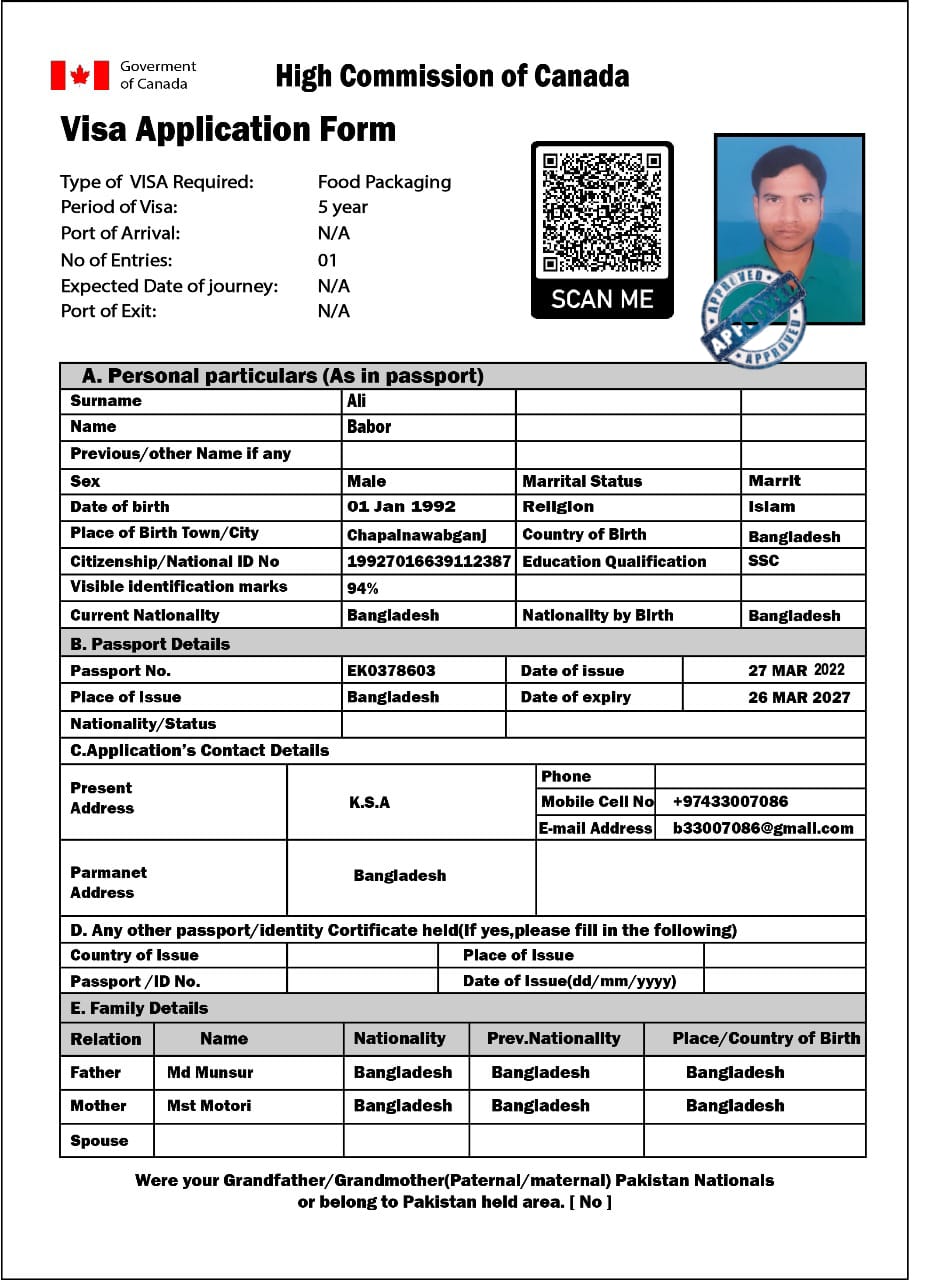 Goverment
of Canada
High Commission of Canada
Visa Application Form
Type of VISA Required: Food Packaging
Period of Visa: 5 year
Port of Arrival: N/A
No of Entries: 01
Expected Date of journey: N/A
Port of Exit: N/A
SCAN ME
APPROVED
APPROVED
APPROVED
A. Personal particulars (As in passport)
Surname Ali
Name Babor
Previous/other Name if any
Sex Male Marrital Status Marrit
Date of birth 01 Jan 1992 Religion Islam
Place of Birth Town/City Chapainawabganj Country of Birth Bangladesh
Citizenship/National ID No 19927016639112387 Education Qualification SSC
Visible identification marks 94%
Current Nationality Bangladesh Nationality by Birth Bangladesh
B. Passport Details
Passport No. EK0378603 Date of issue 27 MAR 2022
Place of Issue Bangladesh Date of expiry 26 MAR 2027
Nationality/Status
C.Application's Contact Details
Present Address K.S.A Phone
Mobile Cell No +97433007086
E-mail Address b33007086@gmail.com
Parmanet Address Bangladesh
D. Any other passport/identity Cortificate held(If yes,please fill in the following)
Country of Issue Place of Issue
Passport /ID No. Date of Issue(dd/mm/yyyy)
E. Family Details
Relation Name Nationality Prev.Nationality Place/Country of Birth
Father Md Munsur Bangladesh Bangladesh Bangladesh
Mother Mst Motori Bangladesh Bangladesh Bangladesh
Spouse
Were your Grandfather/Grandmother(Paternal/maternal) Pakistan Nationals
or belong to Pakistan held area. [ No ]